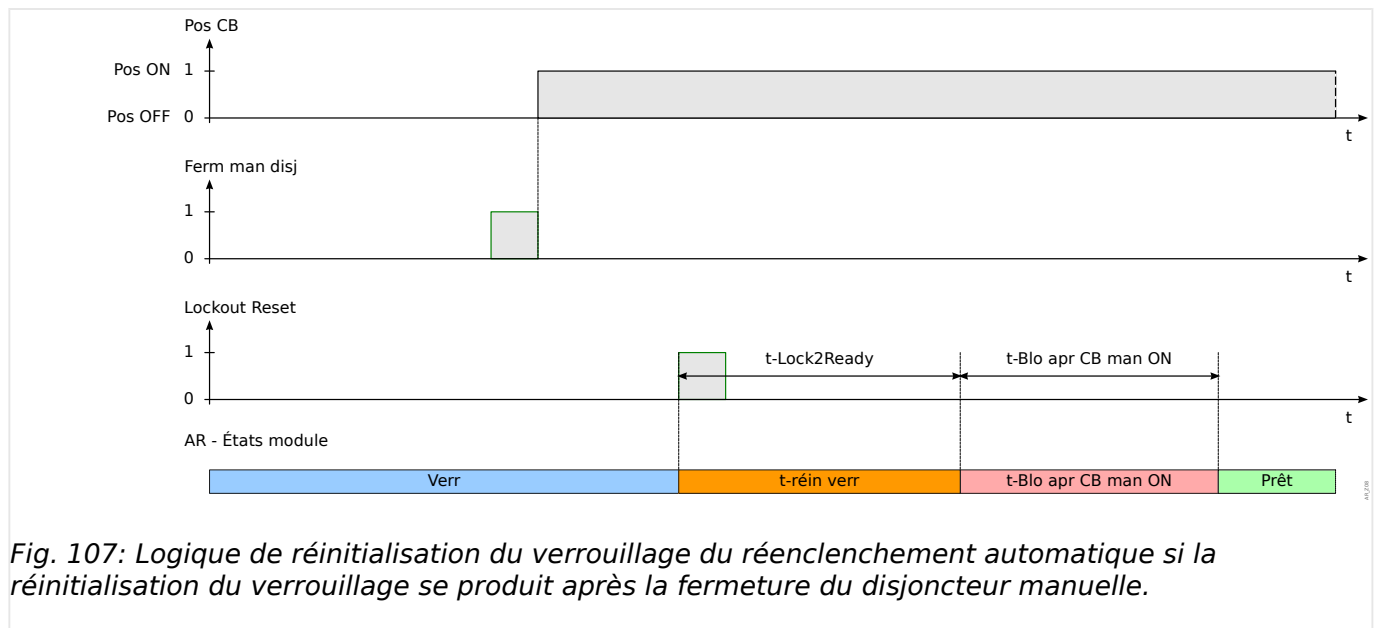 Pos CB
Pos ON 1
Pos OFF 0
t
Ferm man disj
1
0
t
Lockout Reset
1
t-Lock2Ready
t-Blo apr CB man ON
0
t
AR - États module
Verr
t-réin verr
t-Blo apr CB man ON
Prêt
Fig. 107: Logique de réinitialisation du verrouillage du réenclenchement automatique si la
réinitialisation du verrouillage se produit après la fermeture du disjoncteur manuelle.